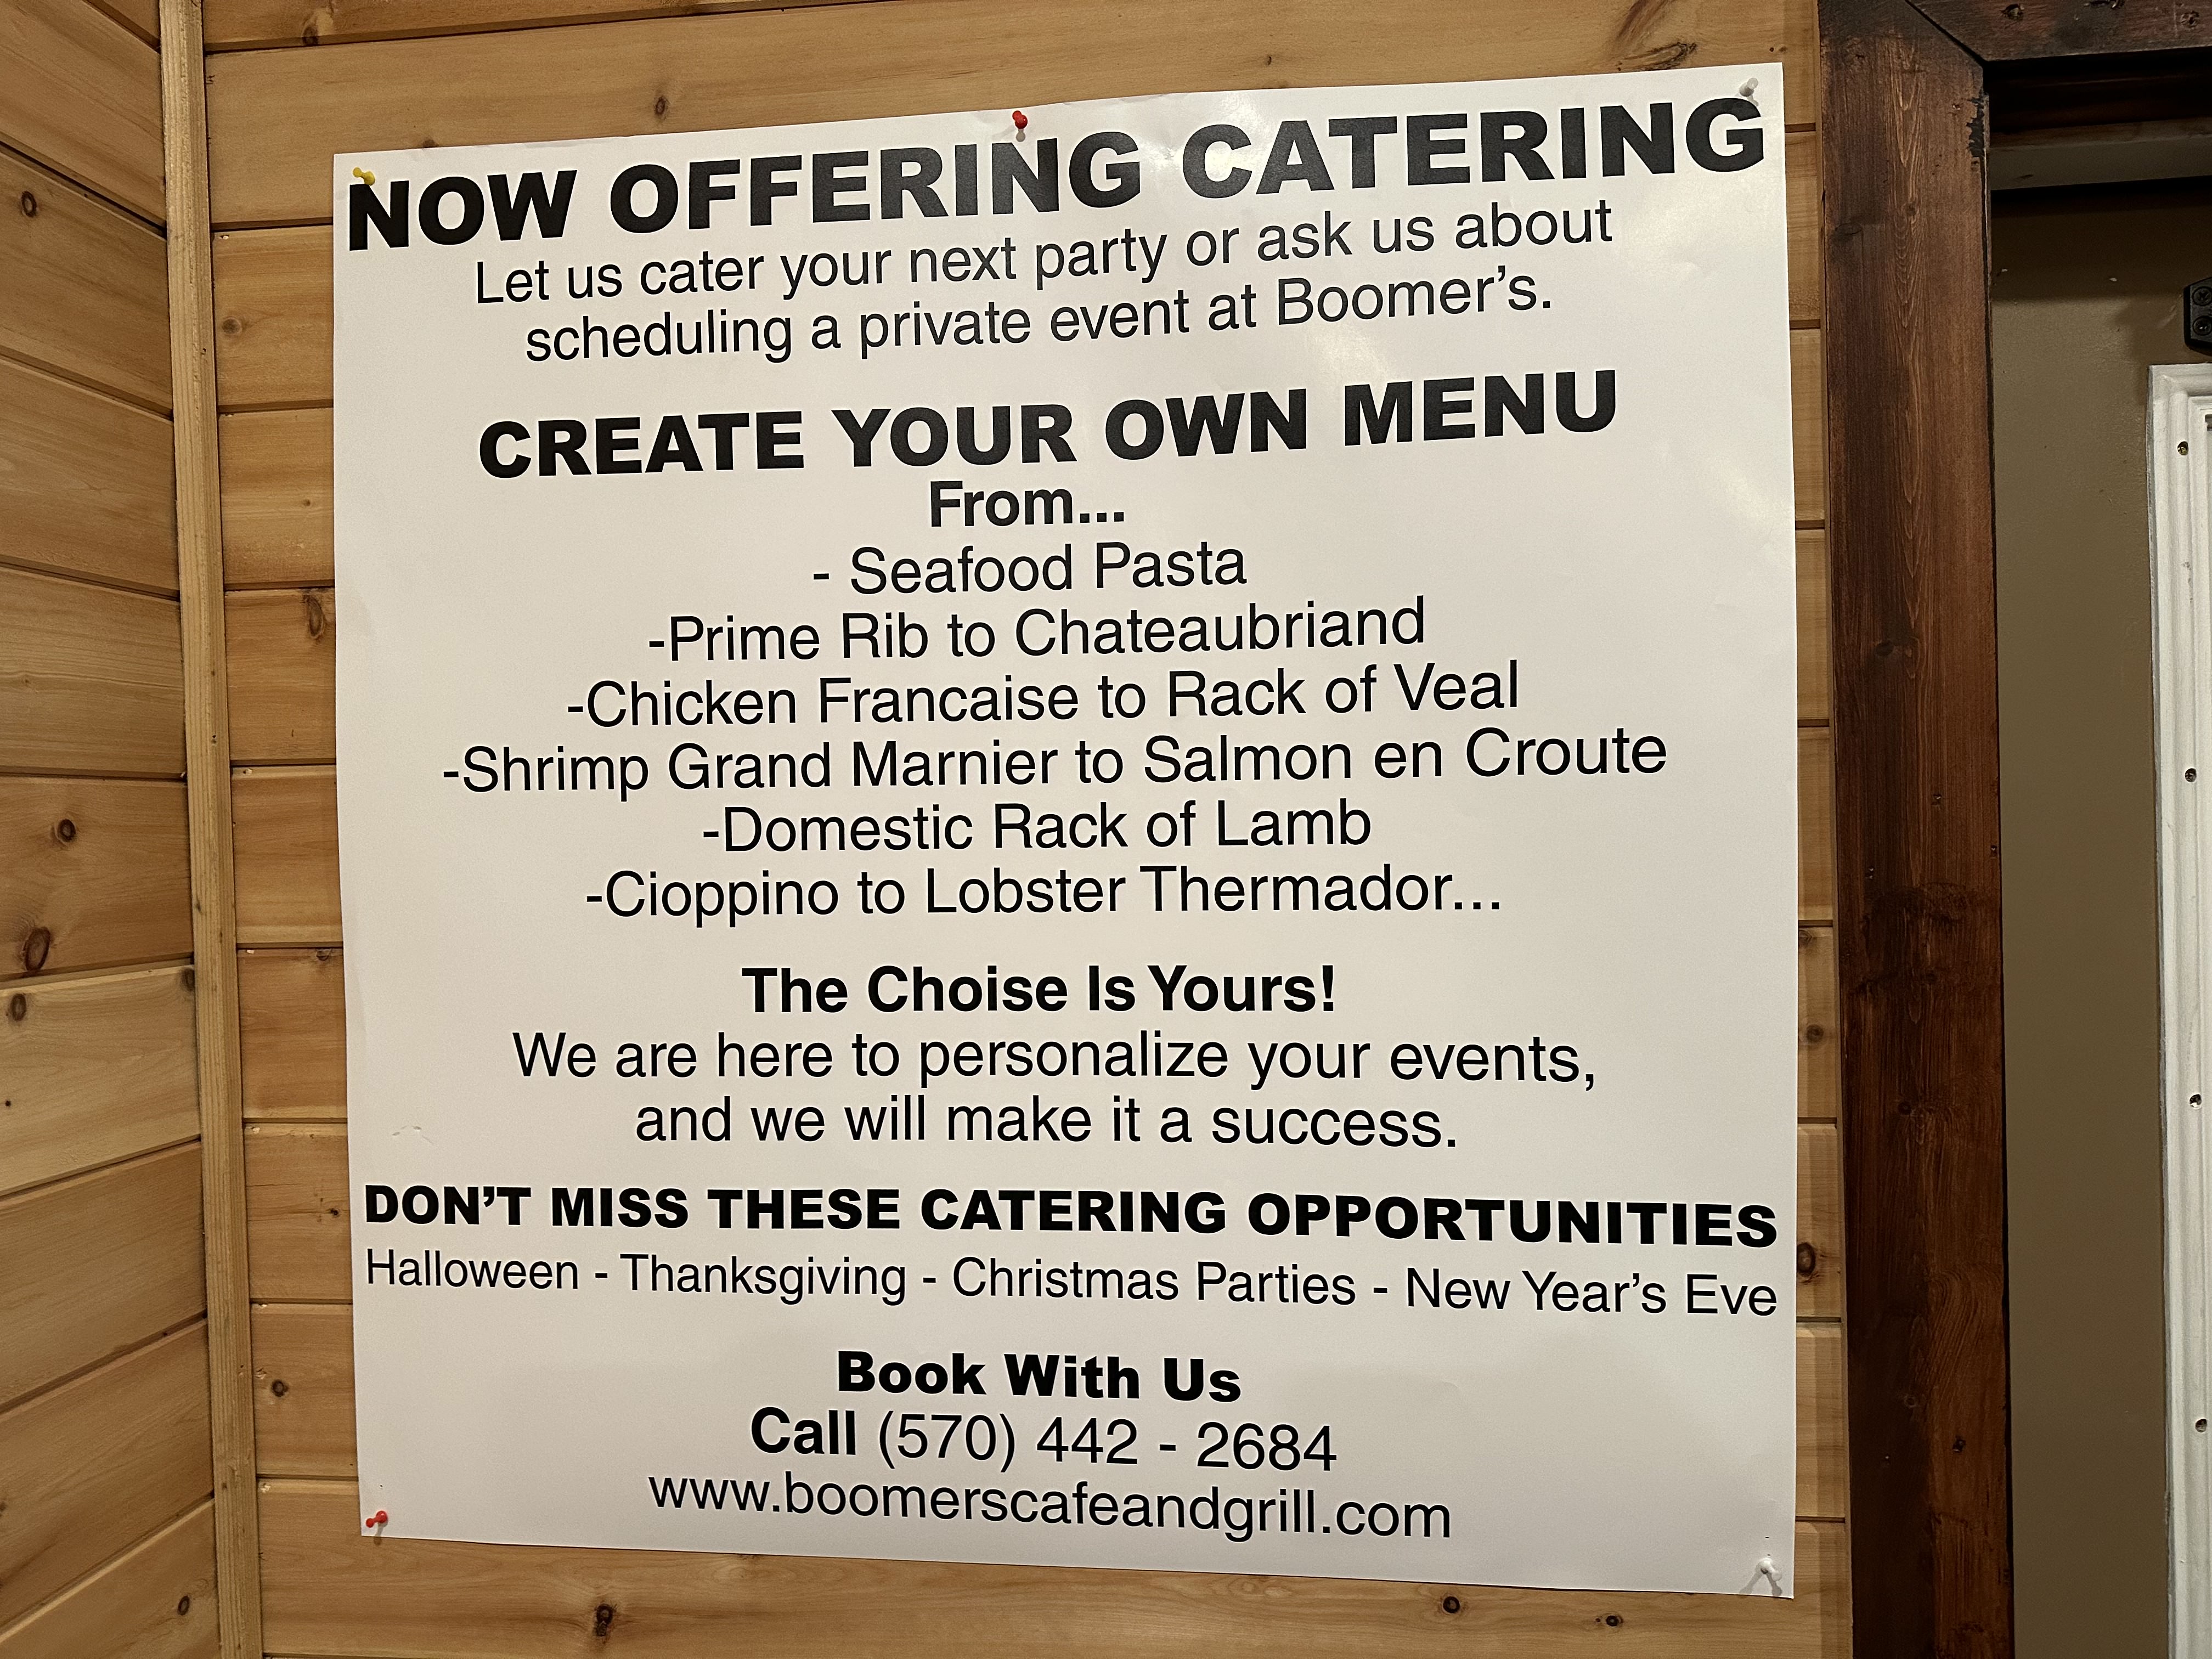 NOW OFFERING CATERING
Let us cater your next party or ask us about
scheduling a private event at Boomer’s.
CREATE YOUR OWN MENU
From...
- Seafood Pasta
-Prime Rib to Chateaubriand
-Chicken Francaise to Rack of Veal
-Shrimp Grand Marnier to Salmon en Croute
-Domestic Rack of Lamb
-Cioppino to Lobster Thermador...
The Choise Is Yours!
We are here to personalize your events,
and we will make it a success.
DON’T MISS THESE CATERING OPPORTUNITIES
Halloween - Thanksgiving - Christmas Parties - New Year’s Eve
Book With Us
Call (570) 442 - 2684
www.boomerscafeandgrill.com